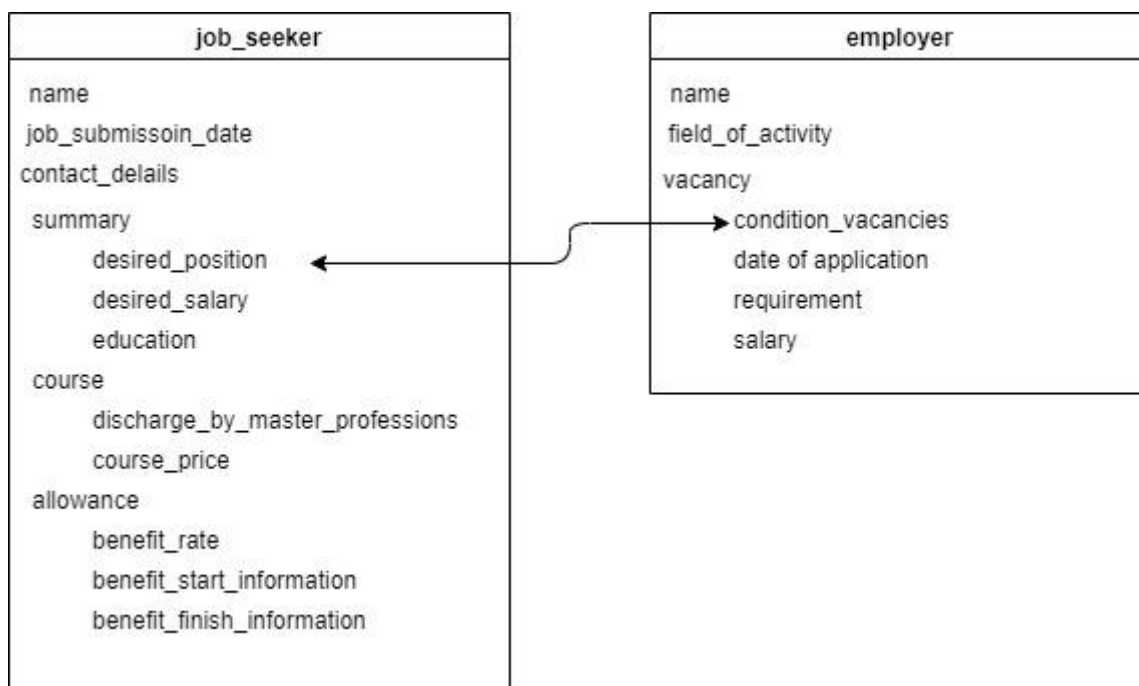 job_seeker
name
job_submissoin_date
contact_delails
summary
desired_position
desired_salary
education
course
discharge_by_master_professions
course_price
allowance
benefit_rate
benefit_start_information
benefit_finish_information
employer
name
field_of_activity
vacancy
condition_vacancies
date of application
requirement
salary